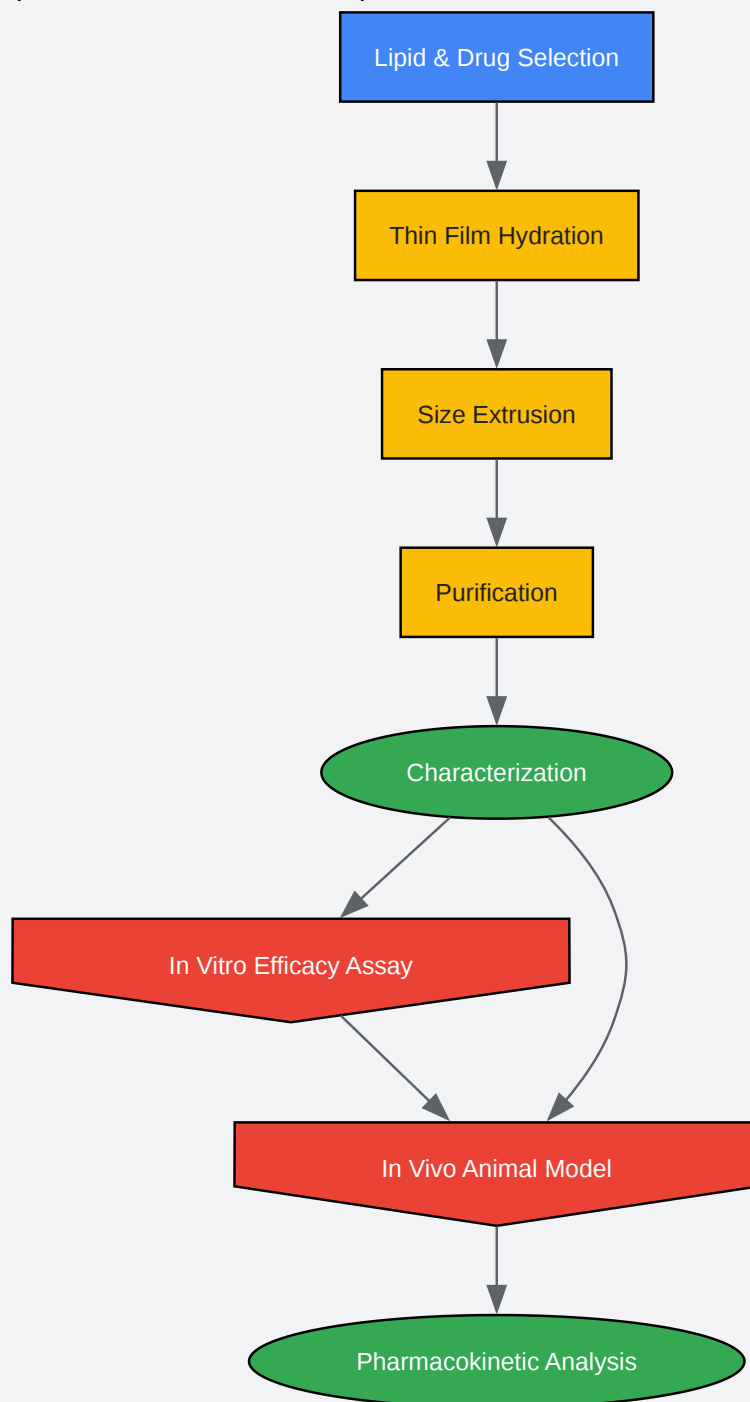 Lipid & Drug Selection
Thin Film Hydration
Size Extrusion
Purification
Characterization
In Vitro Efficacy Assay
In Vivo Animal Model
Pharmacokinetic Analysis